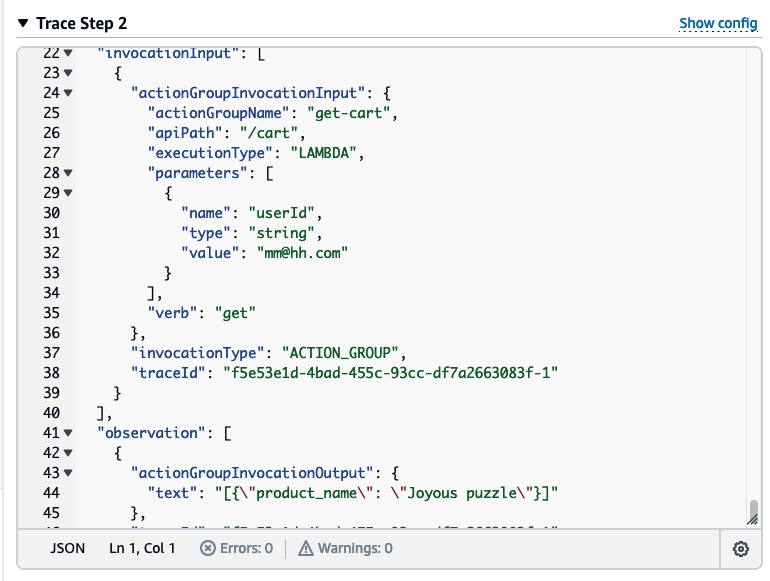 Trace Step 2
Show config
22 "invocationInput": [
23 {
24 "actionGroupInvocationInput": {
25 "actionGroupName": "get-cart",
26 "apiPath": "/cart",
27 "executionType": "LAMBDA",
28 "parameters": [
29 {
30 "name": "userId",
31 "type": "string",
32 "value": "mm@hh.com"
33 }
34 ],
35 "verb": "get"
36 },
37 "invocationType": "ACTION_GROUP",
38 "traceId": "f5e53e1d-4bad-455c-93cc-df7a2663083f-1"
39 }
40 ],
41 "observation": [
42 {
43 "actionGroupInvocationOutput": {
44 "text": "[{\"product_name\": \"Joyous puzzle\"}]"
45 },
JSON Ln 1, Col 1 Errors: 0 Warnings: 0